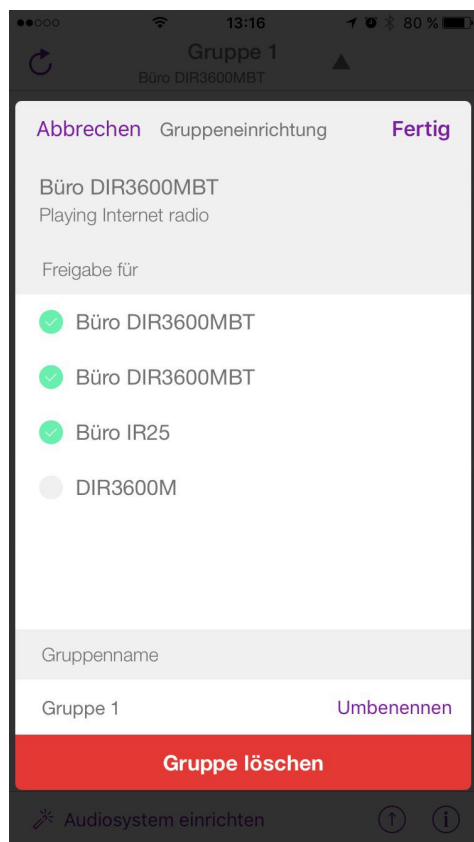 13:16
80 %
Gruppe 1
Büro DIR3600MBT
Abbrechen Gruppeneinrichtung Fertig
Büro DIR3600MBT
Playing Internet radio
Freigabe für
Büro DIR3600MBT
Büro DIR3600MBT
Büro IR25
DIR3600M
Gruppenname
Gruppe 1 Umbenennen
Gruppe löschen
Audiosystem einrichten